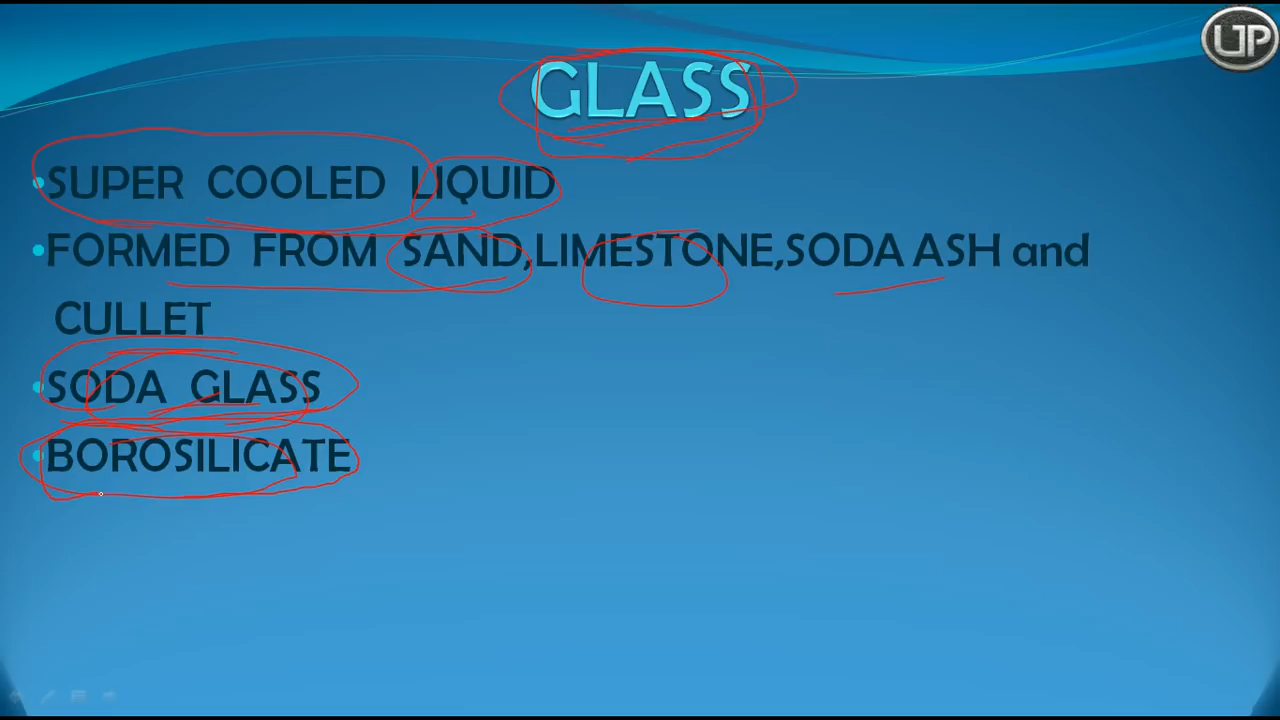 UP
GLASS
•SUPER COOLED LIQUID
•FORMED FROM SAND,LIMESTONE,SODA ASH and
CULLET
•SODA GLASS
•BOROSILICATE